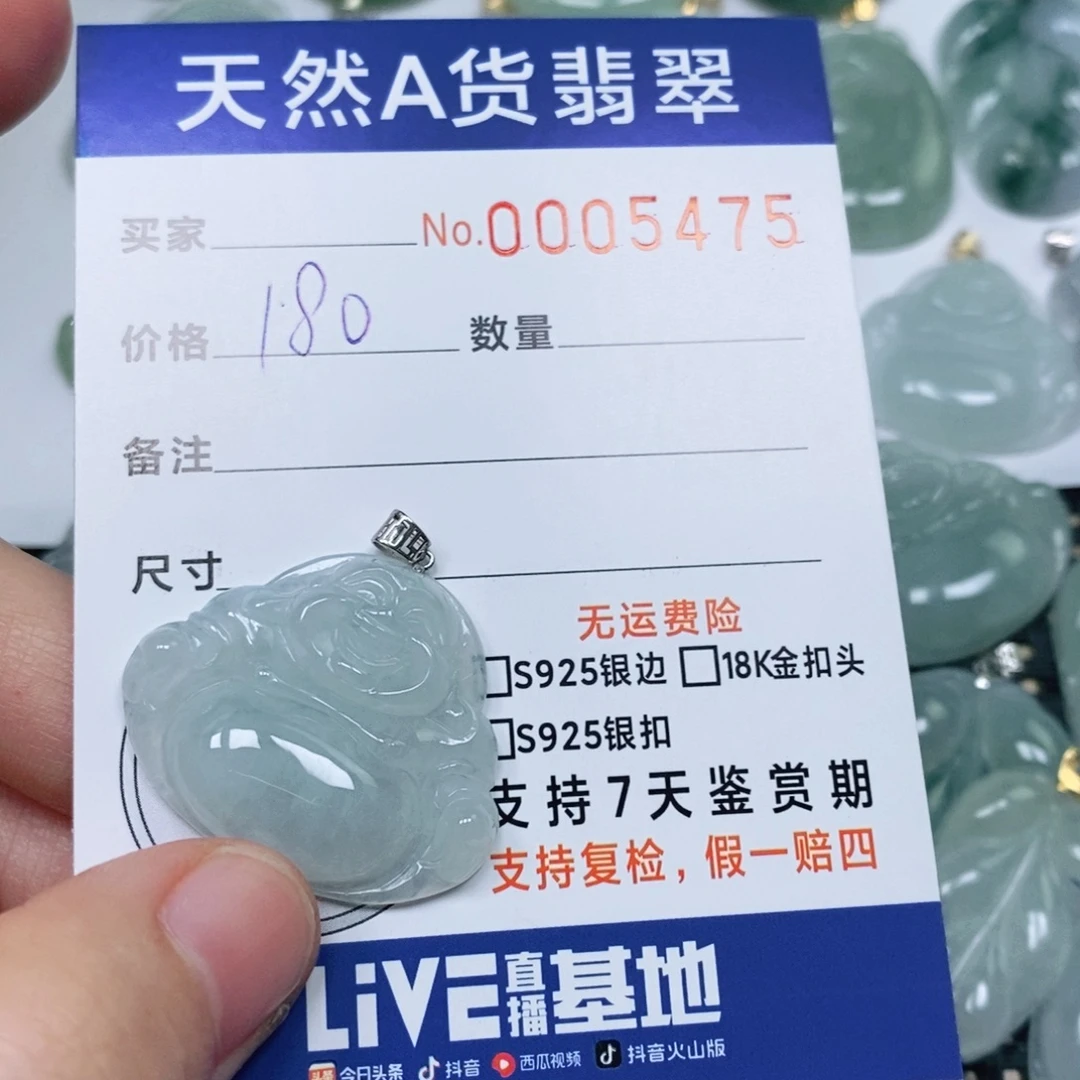 天然A货翡翠
买家 No.0005475
价格 180 数量
备注
尺寸
无运费险
□S925银边 □18K金扣头
□S925银扣
支持7天鉴赏期
支持复检，假一赔四
LiVE直播基地
头条 今日头条 抖音 西瓜视频 抖音火山版